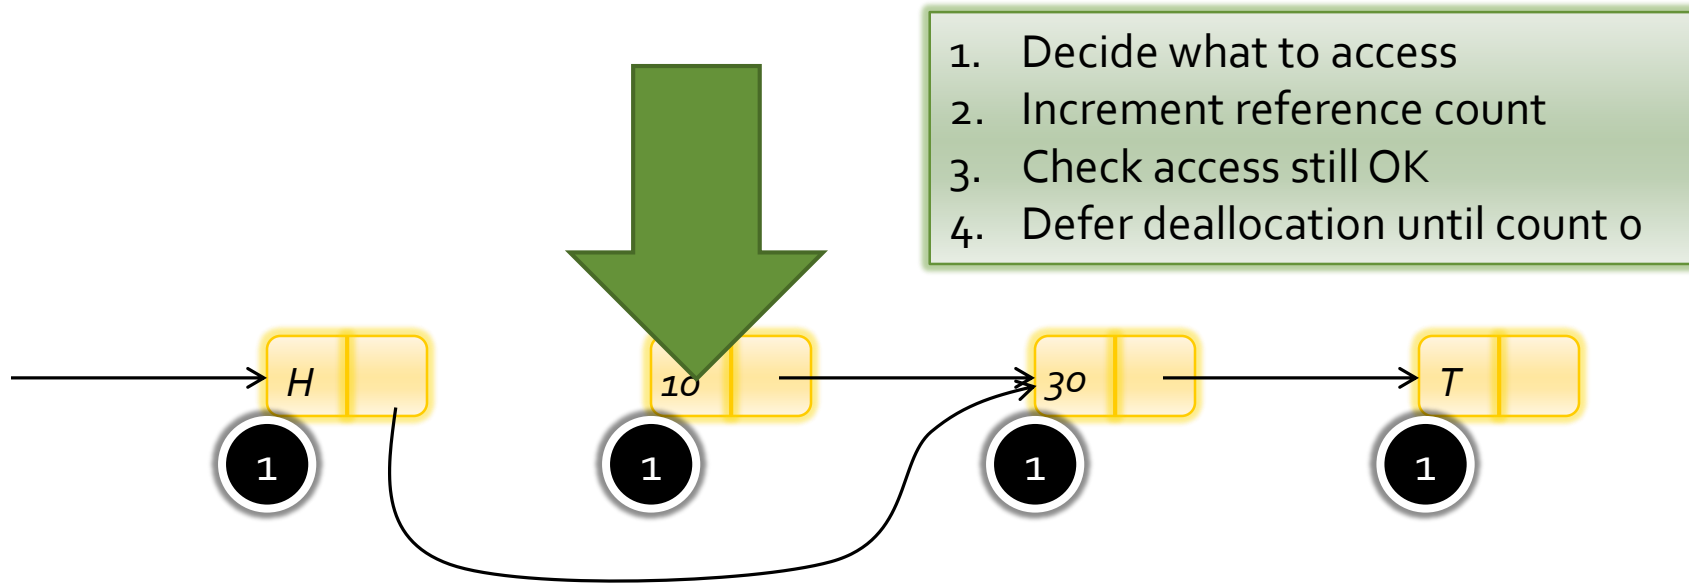 1. Decide what to access
2. Increment reference count
3. Check access still OK
4. Defer deallocation until count 0
H
10
30
T
1
1
1
1